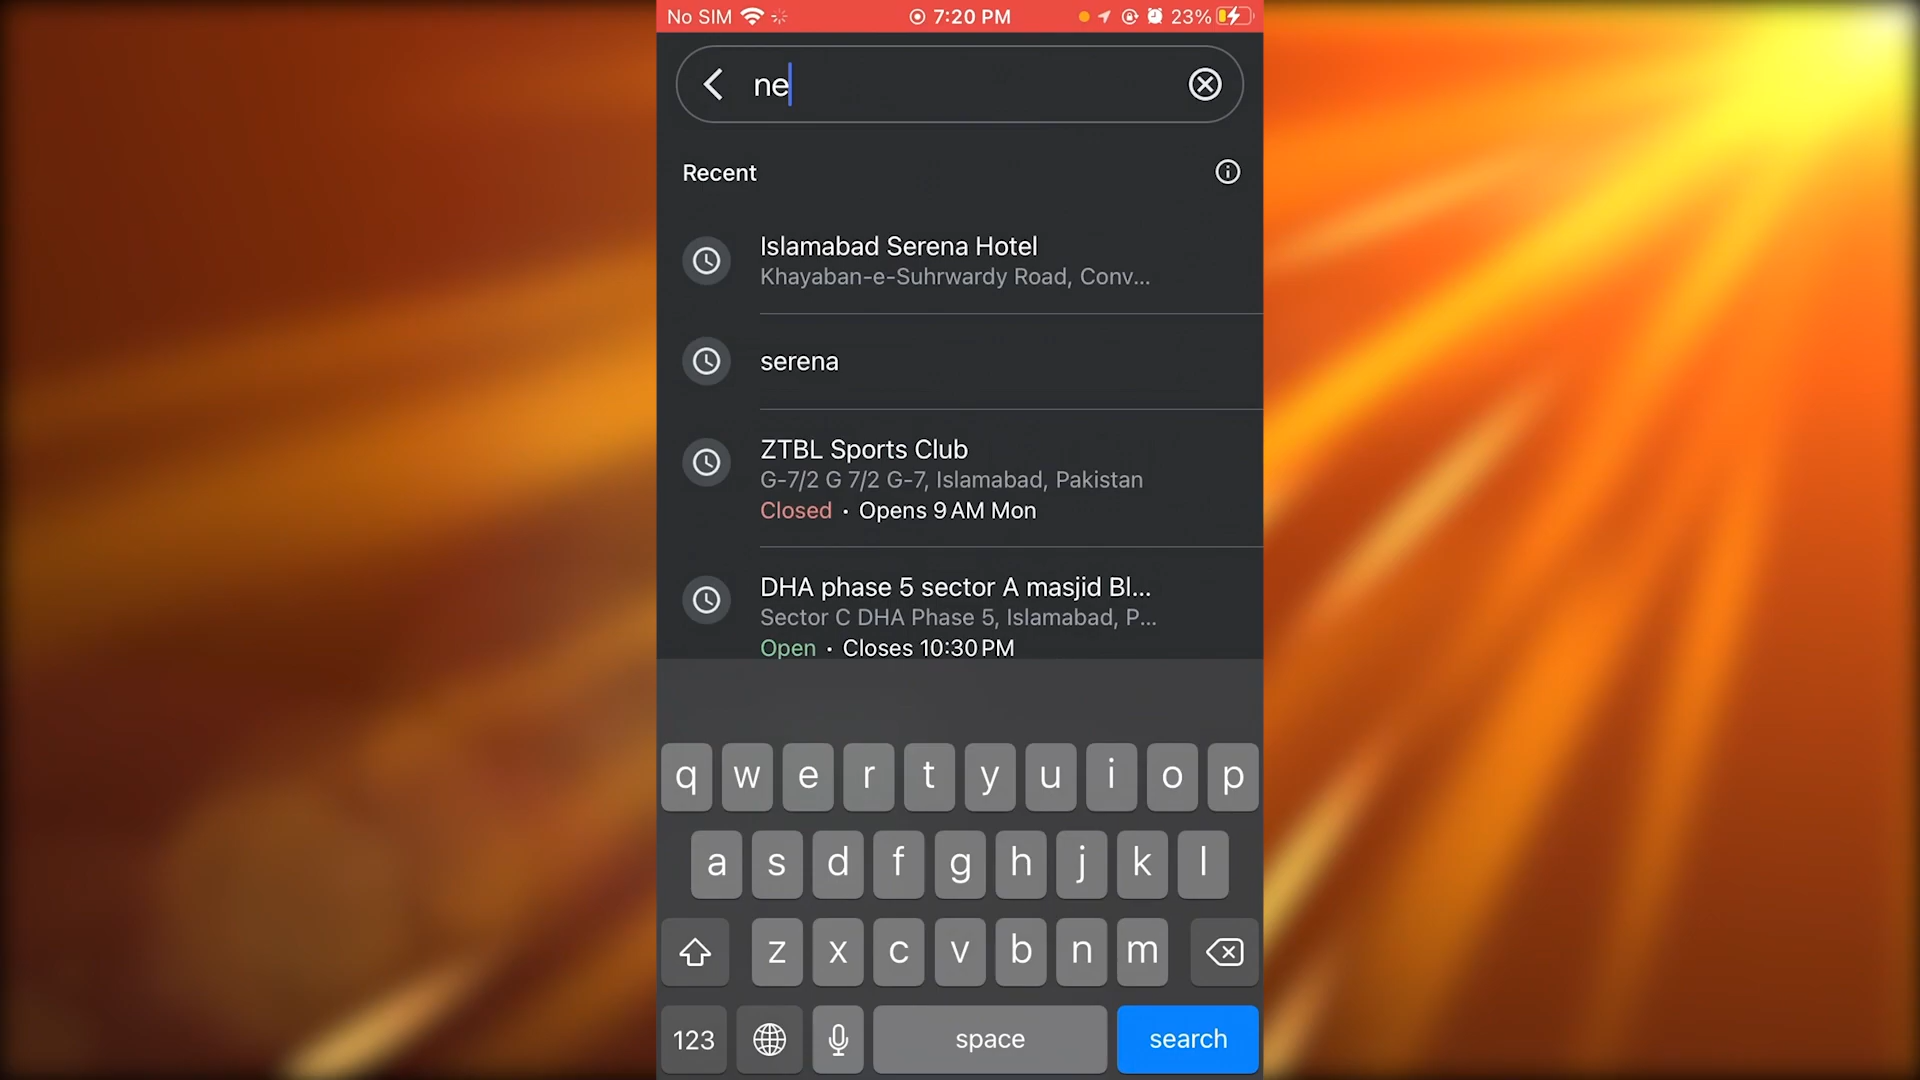 No SIM 7:20 PM 23%
ne
Recent
Islamabad Serena Hotel
Khayaban-e-Suhrwardy Road, Conv...
serena
ZTBL Sports Club
G-7/2 G 7/2 G-7, Islamabad, Pakistan
Closed · Opens 9 AM Mon
DHA phase 5 sector A masjid Bl...
Sector C DHA Phase 5, Islamabad, P...
Open · Closes 10:30 PM
q w e r t y u i o p
a s d f g h j k l
z x c v b n m
123 space search